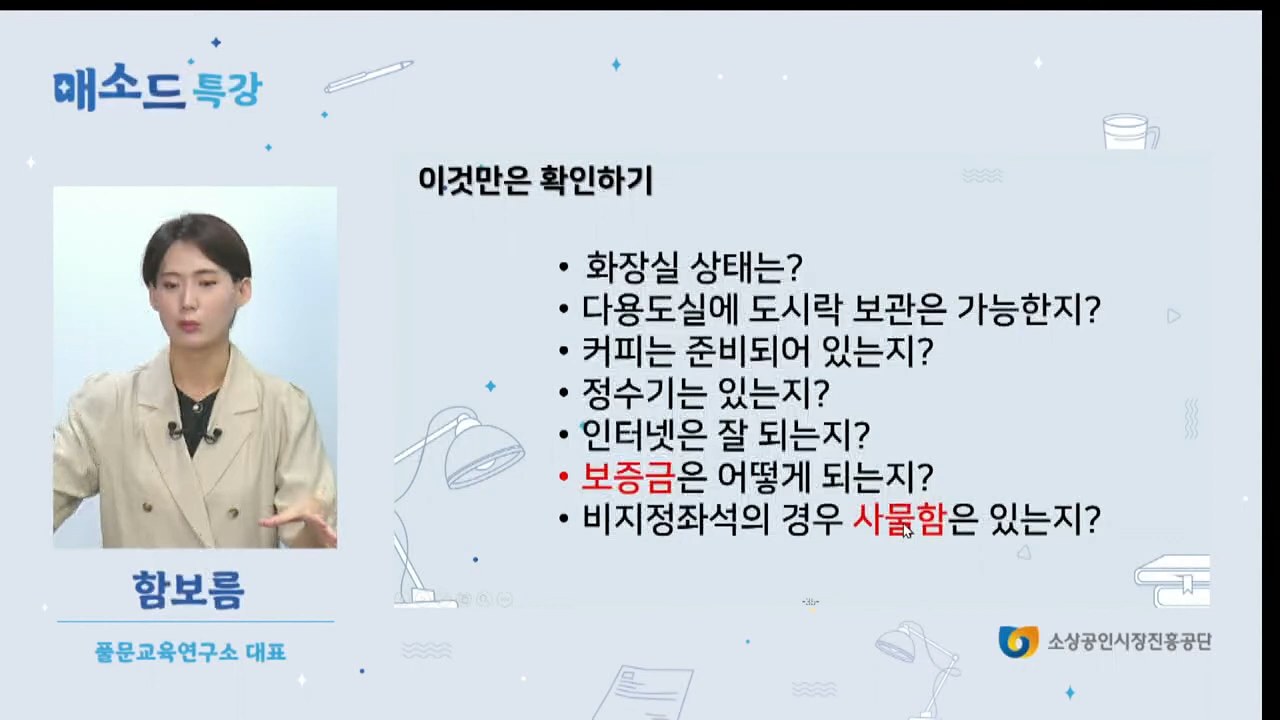 매소드 특강
이것만은 확인하기
• 화장실 상태는?
• 다용도실에 도시락 보관은 가능한지?
• 커피는 준비되어 있는지?
• 정수기는 있는지?
• 인터넷은 잘 되는지?
• 보증금은 어떻게 되는지?
• 비지정좌석의 경우 사물함은 있는지?
함보름
풀문교육연구소 대표
소상공인시장진흥공단